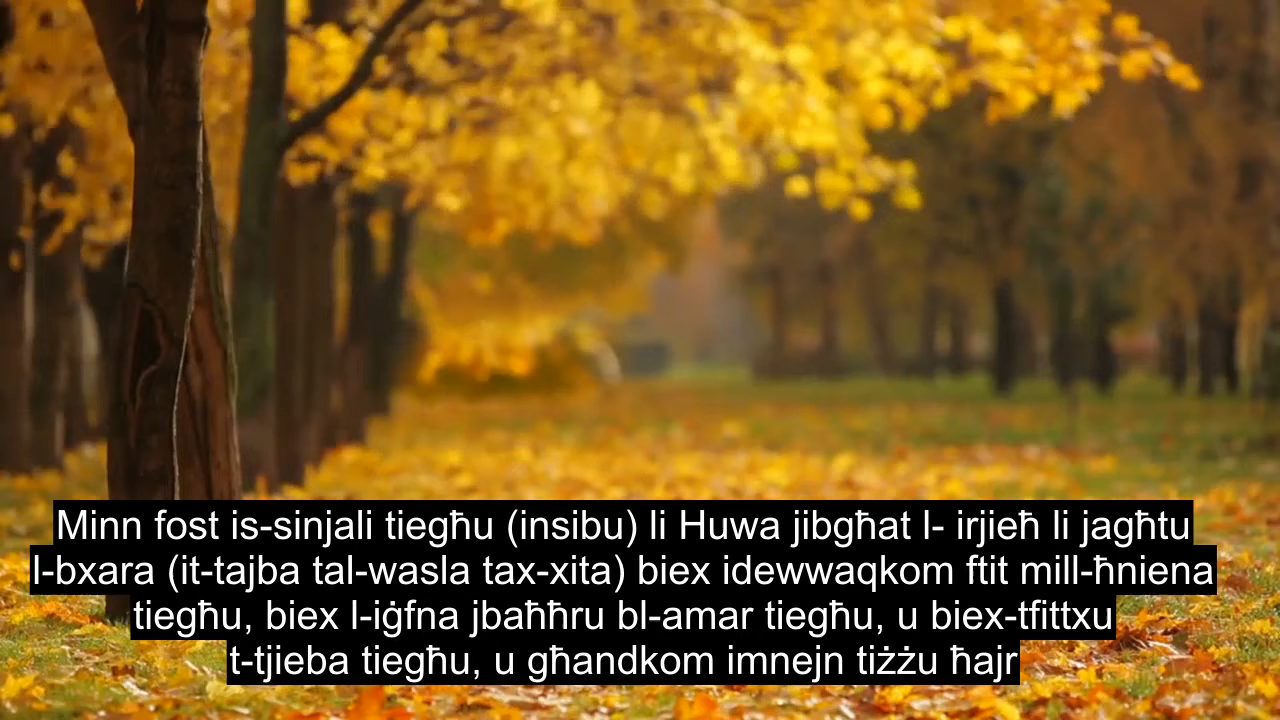 Minn fost is-sinjali tiegħu (insibu) li Huwa jibgħat l- irjieħ li jagħtu
l-bxara (it-tajba tal-wasla tax-xita) biex idewwaqkom ftit mill-ħniena
tiegħu, biex l-iġfna jbaħħru bl-amar tiegħu, u biex-tfittxu
t-tjieba tiegħu, u għandkom imnejn tiżżu ħajr